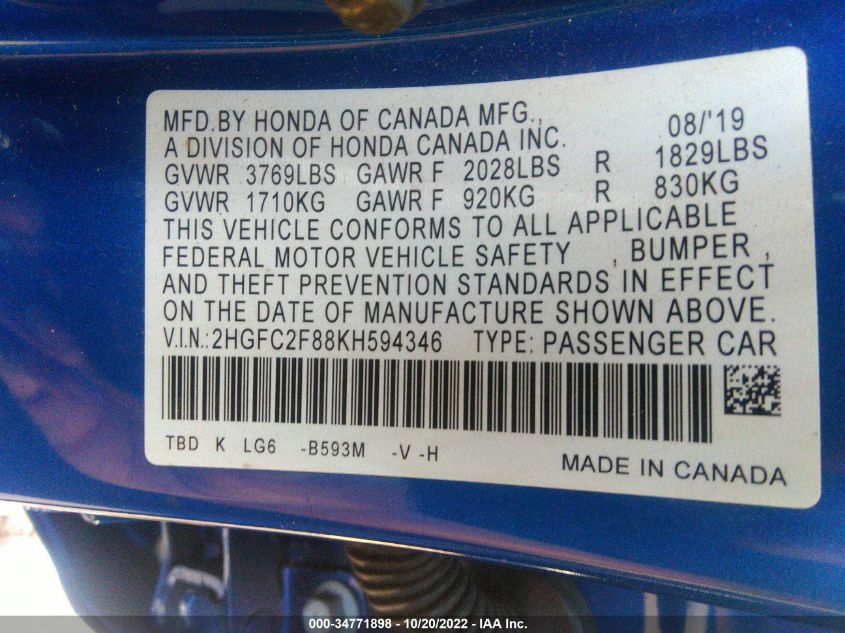 MFD.BY HONDA OF CANADA MFG., 08/'19
A DIVISION OF HONDA CANADA INC.
GVWR 3769LBS GAWR F 2028LBS R 1829LBS
GVWR 1710KG GAWR F 920KG R 830KG
THIS VEHICLE CONFORMS TO ALL APPLICABLE
FEDERAL MOTOR VEHICLE SAFETY , BUMPER ,
AND THEFT PREVENTION STANDARDS IN EFFECT
ON THE DATE OF MANUFACTURE SHOWN ABOVE.
V.I.N.: 2HGFC2F88KH594346 TYPE: PASSENGER CAR
TBD K LG6 -B593M -V -H
MADE IN CANADA
000-34771898 - 10/20/2022 - IAA Inc.